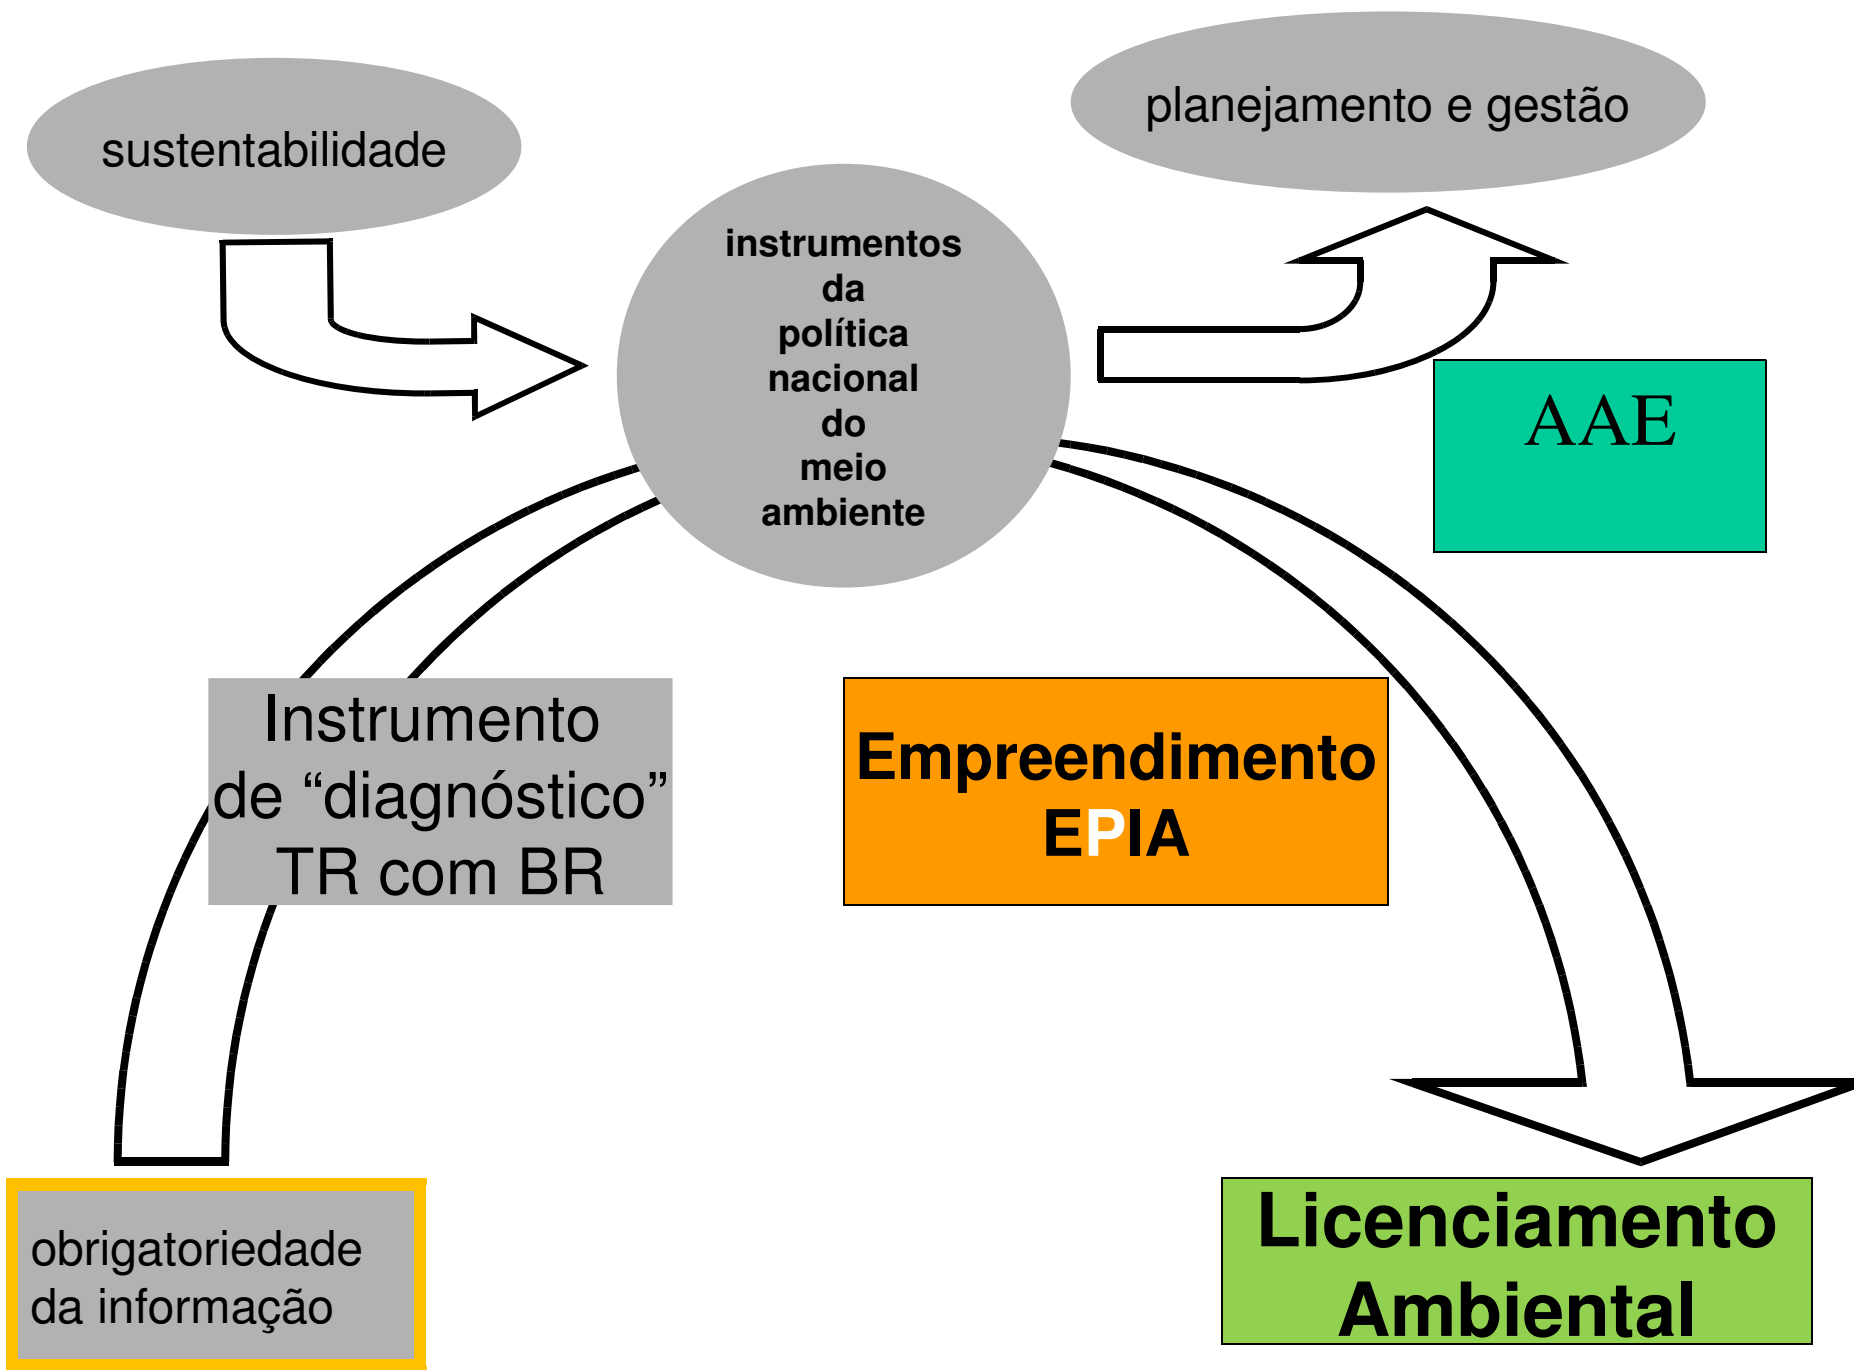 sustentabilidade
planejamento e gestão
instrumentos
da
política
nacional
do
meio
ambiente
AAE
Instrumento
de “diagnóstico”
TR com BR
Empreendimento
EPIA
obrigatoriedade
da informação
Licenciamento
Ambiental